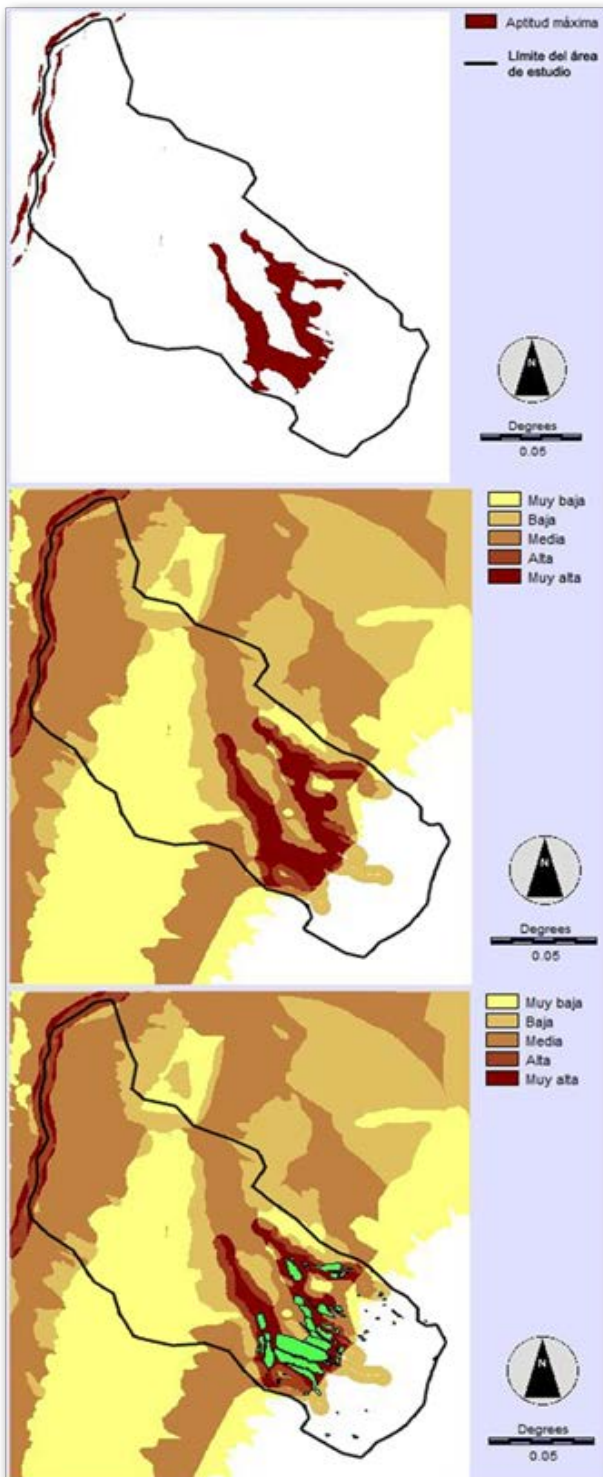 Aptitud máxima
Límite del área
de estudio
N
Degrees
0.05
Muy baja
Baja
Media
Alta
Muy alta
N
Degrees
0.05
Muy baja
Baja
Media
Alta
Muy alta
N
Degrees
0.05